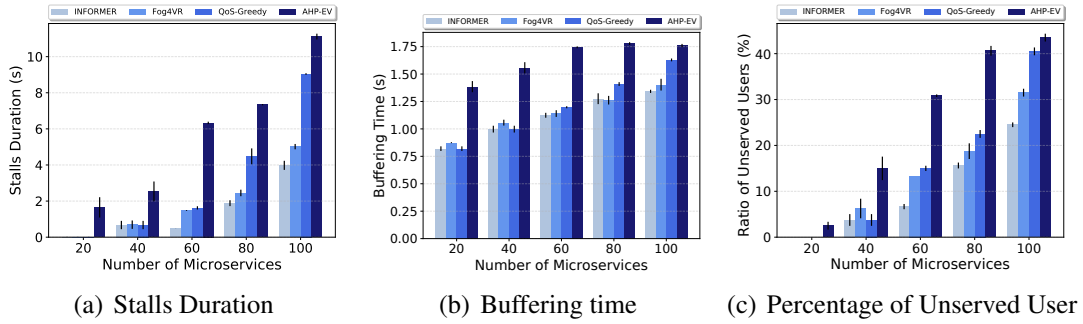 INFORMER Fog4VR QoS-Greedy AHP-EV
Stalls Duration (s)
10
8
6
4
2
0
20 40 60 80 100
Number of Microservices
(a) Stalls Duration
INFORMER Fog4VR QoS-Greedy AHP-EV
Buffering Time (s)
1.75
1.50
1.25
1.00
0.75
0.50
0.25
0.00
20 40 60 80 100
Number of Microservices
(b) Buffering time
INFORMER Fog4VR QoS-Greedy AHP-EV
Ratio of Unserved Users (%)
40
30
20
10
0
20 40 60 80 100
Number of Microservices
(c) Percentage of Unserved User